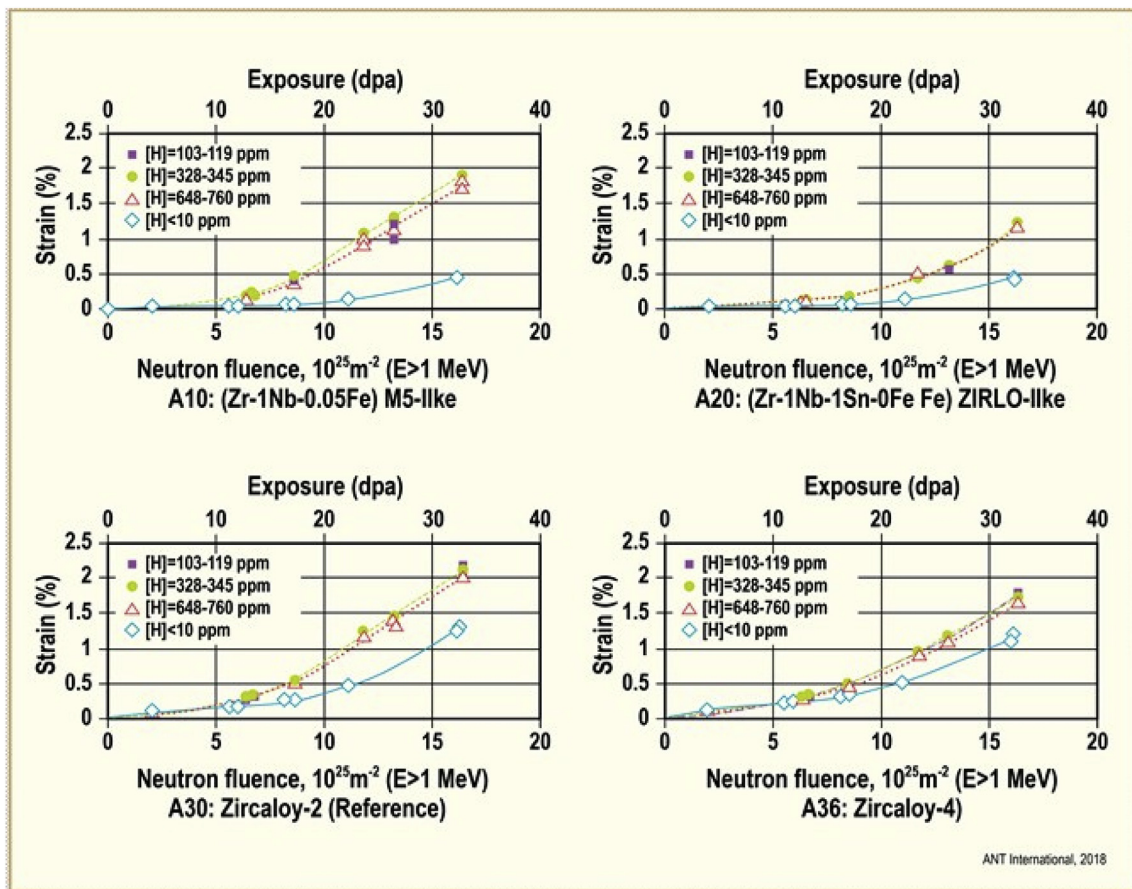 Exposure (dpa)
0 10 20 30 40
2.5
2
1.5
1
0.5
0
Strain (%)
[H]=103-119 ppm
[H]=328-345 ppm
[H]=648-760 ppm
[H]<10 ppm
0 5 10 15 20
Neutron fluence, 10²⁵m⁻² (E>1 MeV)
A10: (Zr-1Nb-0.05Fe) M5-lIke
Exposure (dpa)
0 10 20 30 40
2.5
2
1.5
1
0.5
0
Strain (%)
[H]=103-119 ppm
[H]=328-345 ppm
[H]=648-760 ppm
[H]<10 ppm
0 5 10 15 20
Neutron fluence, 10²⁵m⁻² (E>1 MeV)
A20: (Zr-1Nb-1Sn-0Fe Fe) ZIRLO-lIke
Exposure (dpa)
0 10 20 30 40
2.5
2
1.5
1
0.5
0
Strain (%)
[H]=103-119 ppm
[H]=328-345 ppm
[H]=648-760 ppm
[H]<10 ppm
0 5 10 15 20
Neutron fluence, 10²⁵m⁻² (E>1 MeV)
A30: Zircaloy-2 (Reference)
Exposure (dpa)
0 10 20 30 40
2.5
2
1.5
1
0.5
0
Strain (%)
[H]=103-119 ppm
[H]=328-345 ppm
[H]=648-760 ppm
[H]<10 ppm
0 5 10 15 20
Neutron fluence, 10²⁵m⁻² (E>1 MeV)
A36: Zircaloy-4)
ANT International, 2018